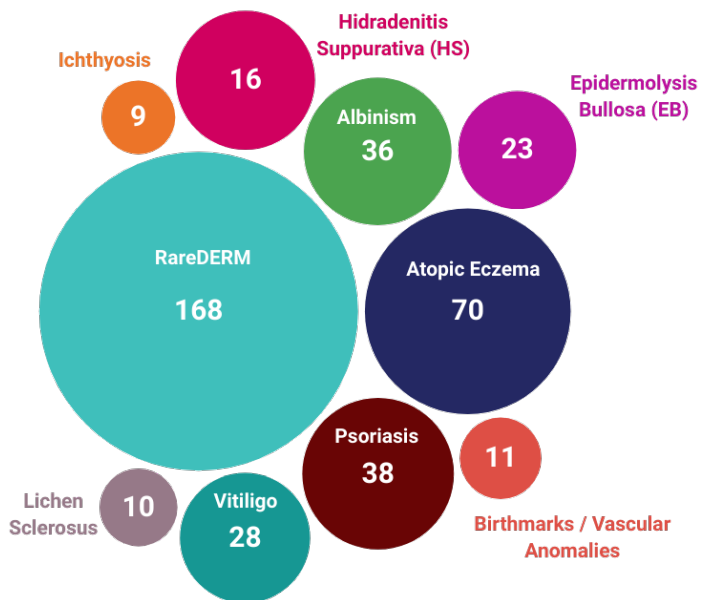 Hidradenitis
Suppurativa (HS)
16
Ichthyosis
9
Albinism
36
Epidermolysis
Bullosa (EB)
23
RareDERM
168
Atopic Eczema
70
Psoriasis
38
11
Birthmarks / Vascular
Anomalies
Lichen
Sclerosus
10
Vitiligo
28